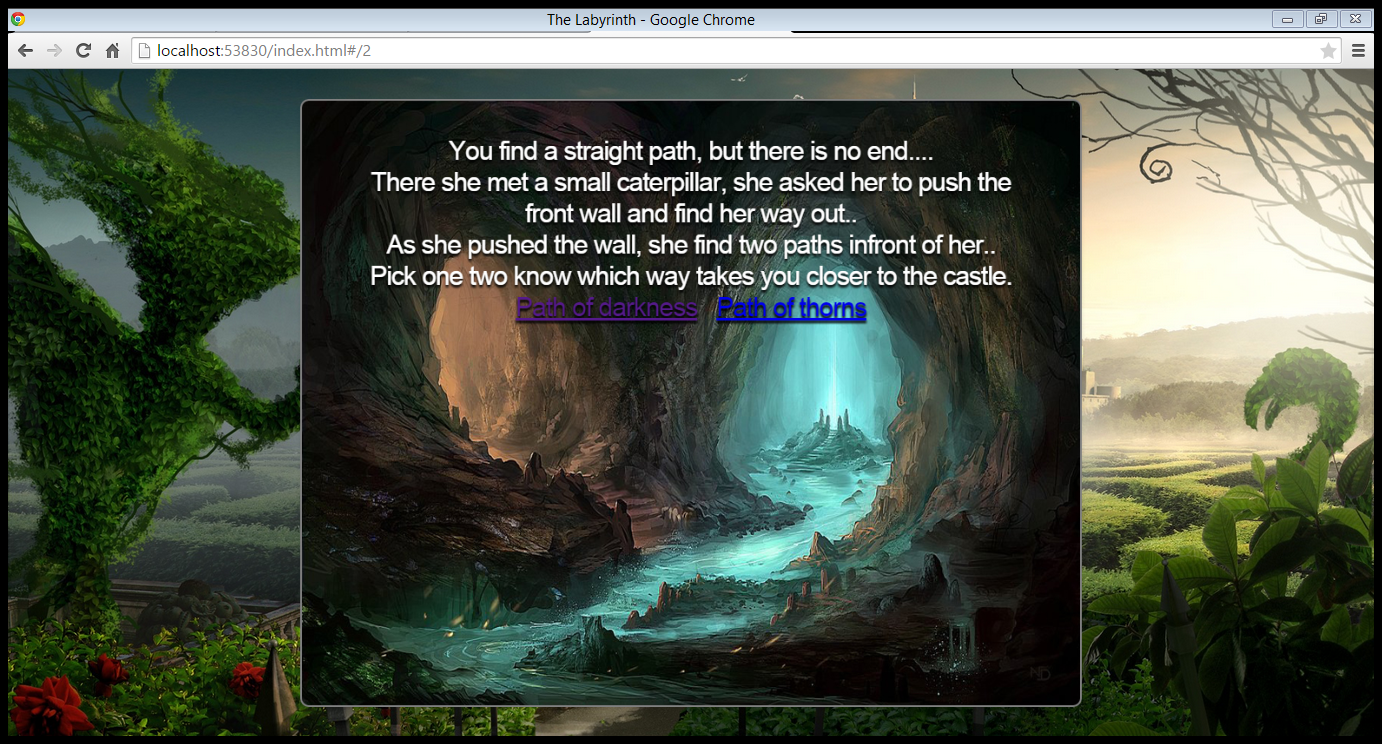 The Labyrinth - Google Chrome
localhost:53830/index.html#/2
You find a straight path, but there is no end....
There she met a small caterpillar, she asked her to push the
front wall and find her way out..
As she pushed the wall, she find two paths infront of her..
Pick one two know which way takes you closer to the castle.
Path of darkness Path of thorns
ND